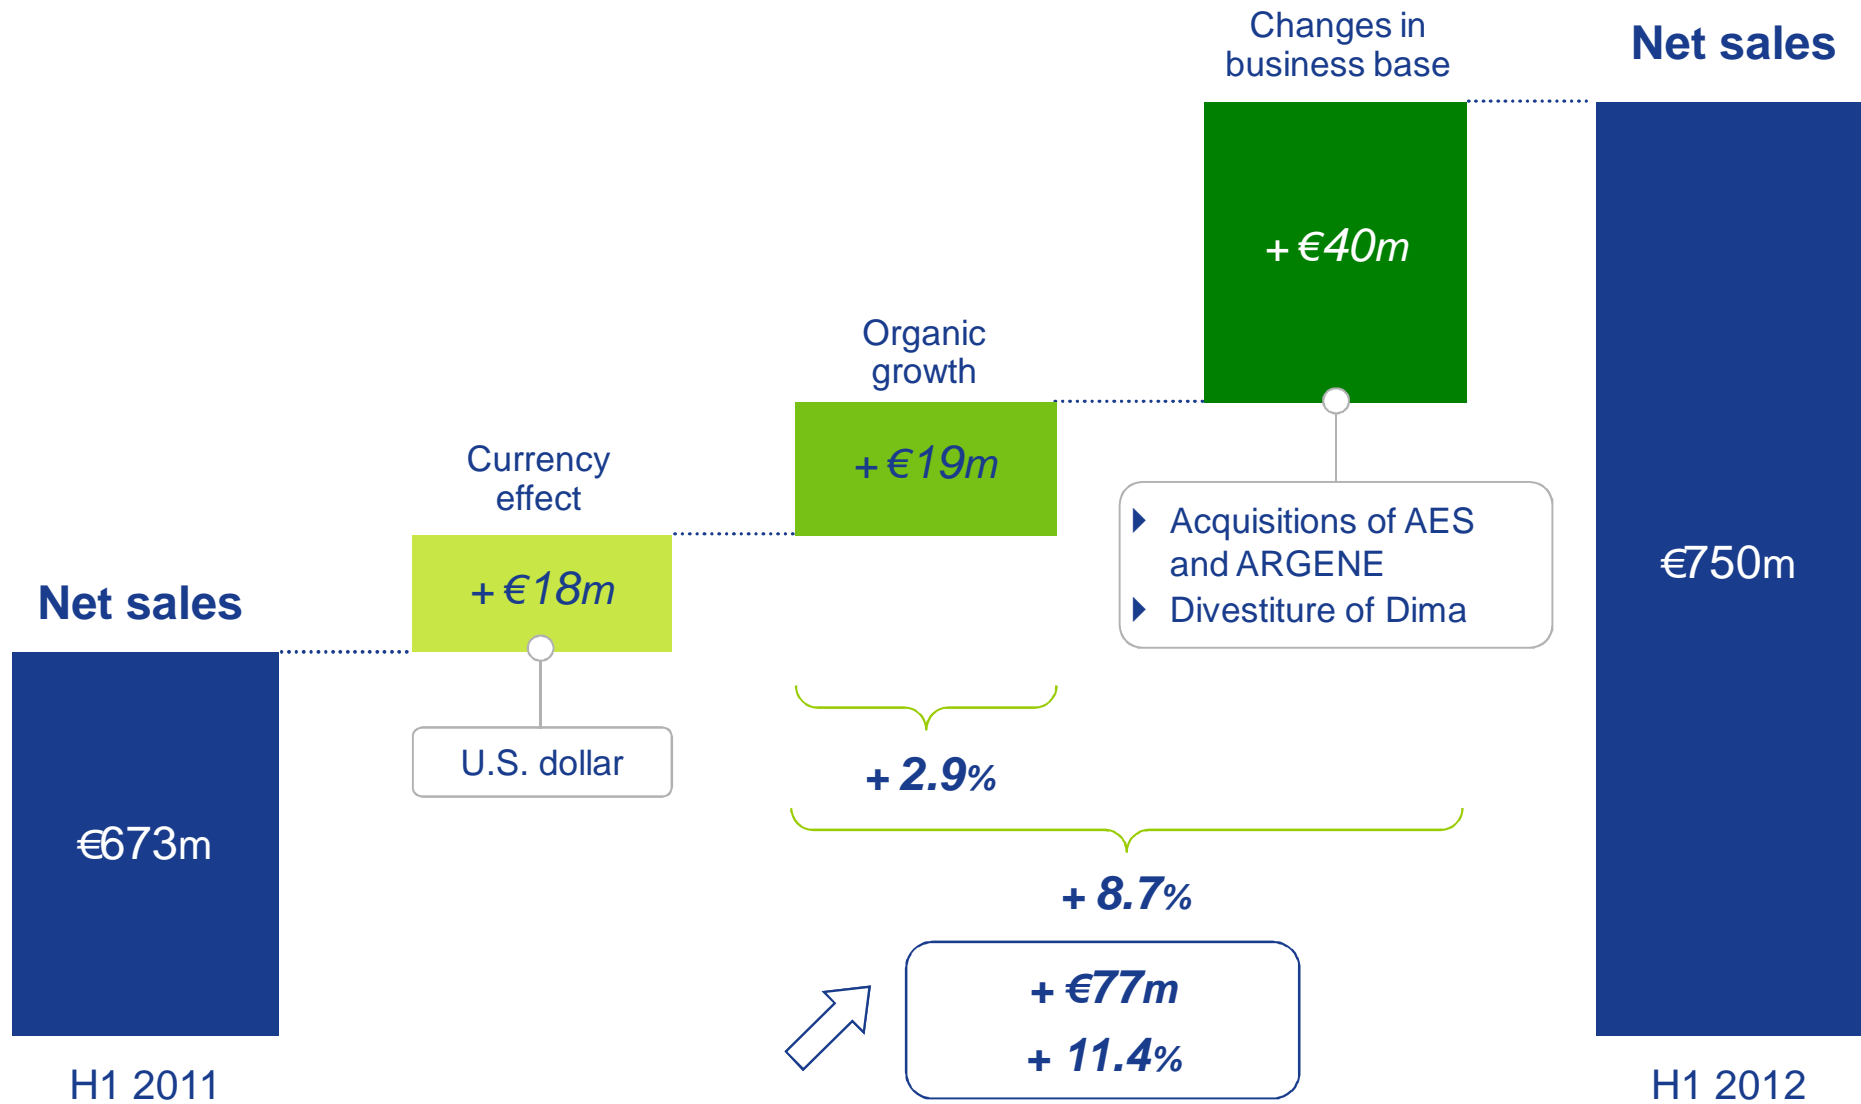 Net sales
€673m
H1 2011
Currency
effect
+ €18m
U.S. dollar
Organic
growth
+ €19m
+ 2.9%
Changes in
business base
+ €40m
Acquisitions of AES
and ARGENE
Divestiture of Dima
+ 8.7%
+ €77m
+ 11.4%
Net sales
€750m
H1 2012